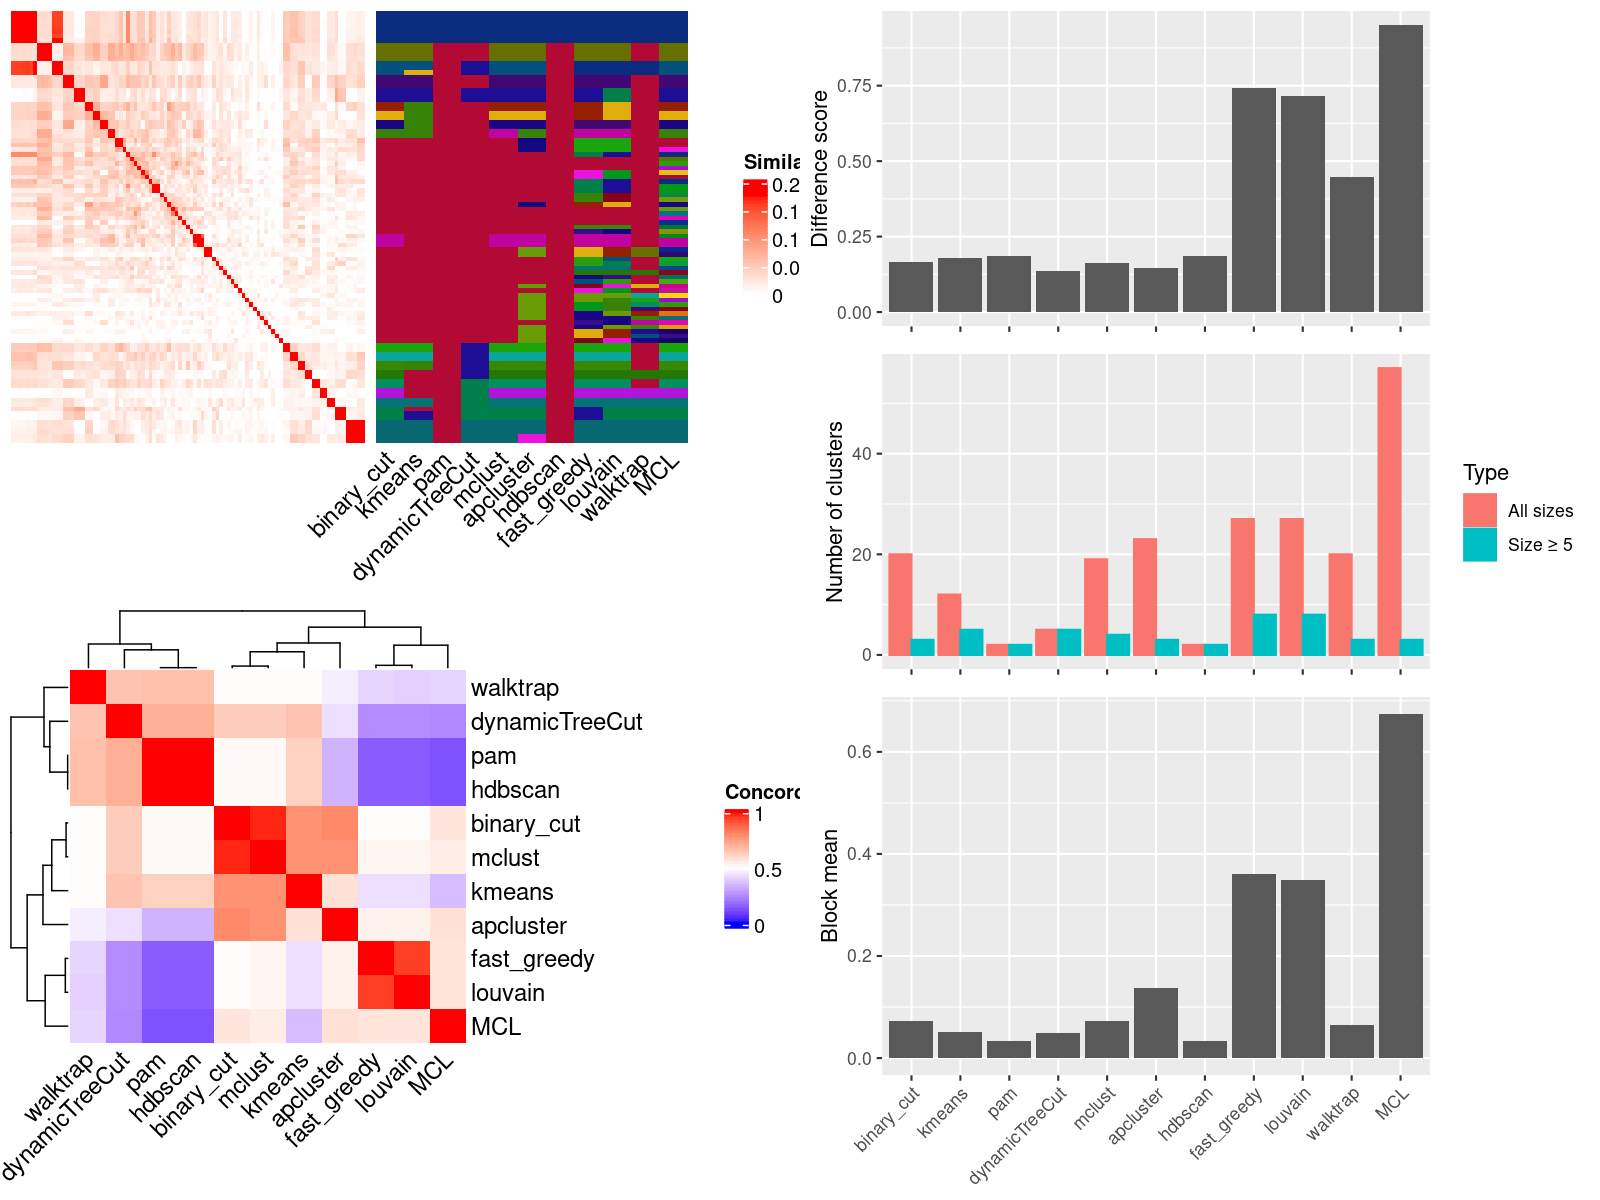 Simila
0.2
0.1
0.1
0.0
0
binary_cut
kmeans
pam
dynamicTreeCut
mclust
apcluster
hdbscan
fast_greedy
louvain
walktrap
MCL
walktrap
dynamicTreeCut
pam
hdbscan
binary_cut
mclust
kmeans
apcluster
fast_greedy
louvain
MCL
walktrap
dynamicTreeCut
pam
hdbscan
binary_cut
mclust
kmeans
apcluster
fast_greedy
louvain
MCL
Concord
1
0.5
0
Difference score
0.75
0.50
0.25
0.00
Number of clusters
40
20
0
Type
All sizes
Size ≥ 5
Block mean
0.6
0.4
0.2
0.0
binary_cut
kmeans
pam
dynamicTreeCut
mclust
apcluster
hdbscan
fast_greedy
louvain
walktrap
MCL